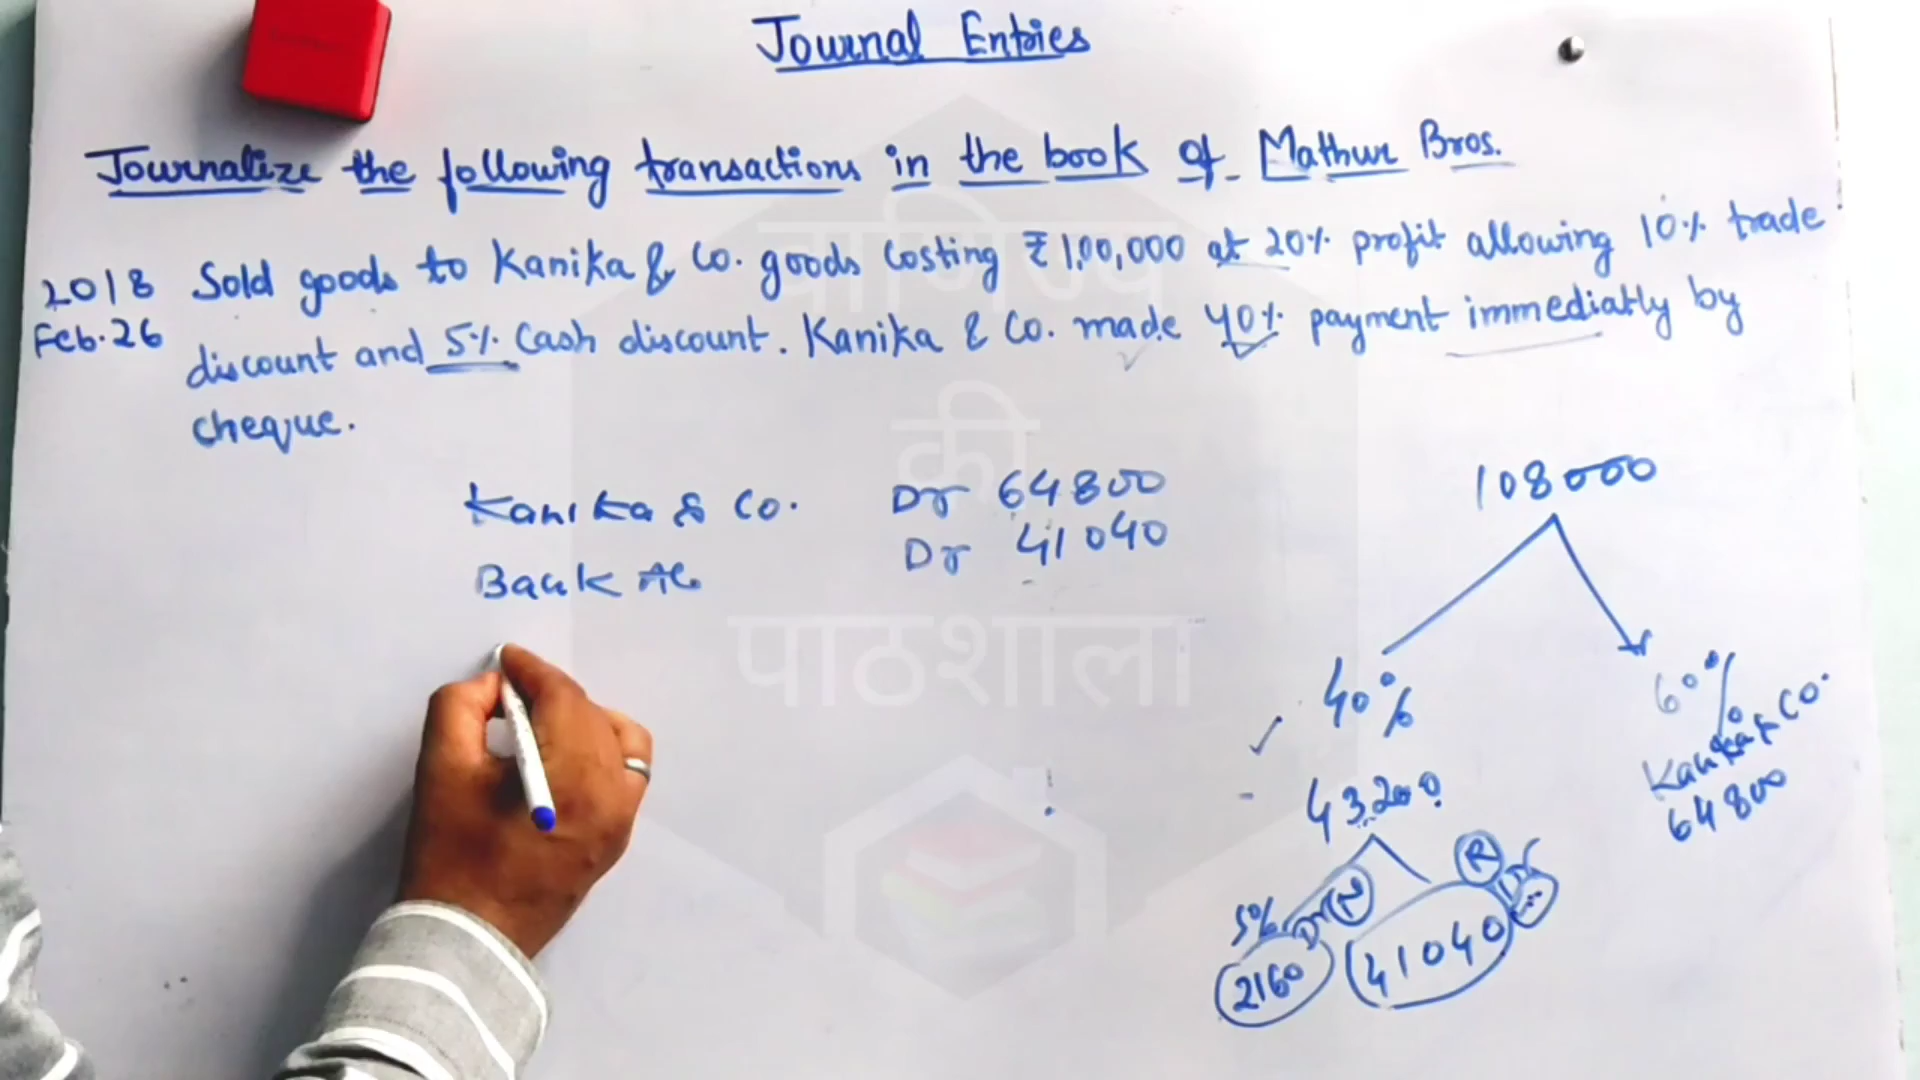 Journal Entries
Journalize the following transactions in the book of Mathur Bros.
2018 Sold goods to Kanika & Co. goods Costing ₹1,00,000 at 20% profit allowing 10% trade
Feb.26 discount and 5% Cash discount. Kanika & Co. made 40% payment immediatly by
cheque.
वाणिज्य
की
पाठशाला
Kanika & Co. Dr 64800
Bank A/c Dr 41040
108000
40% 60%
Kanika & Co.
43200 64800
5% Dr N R Dr
2160 41040